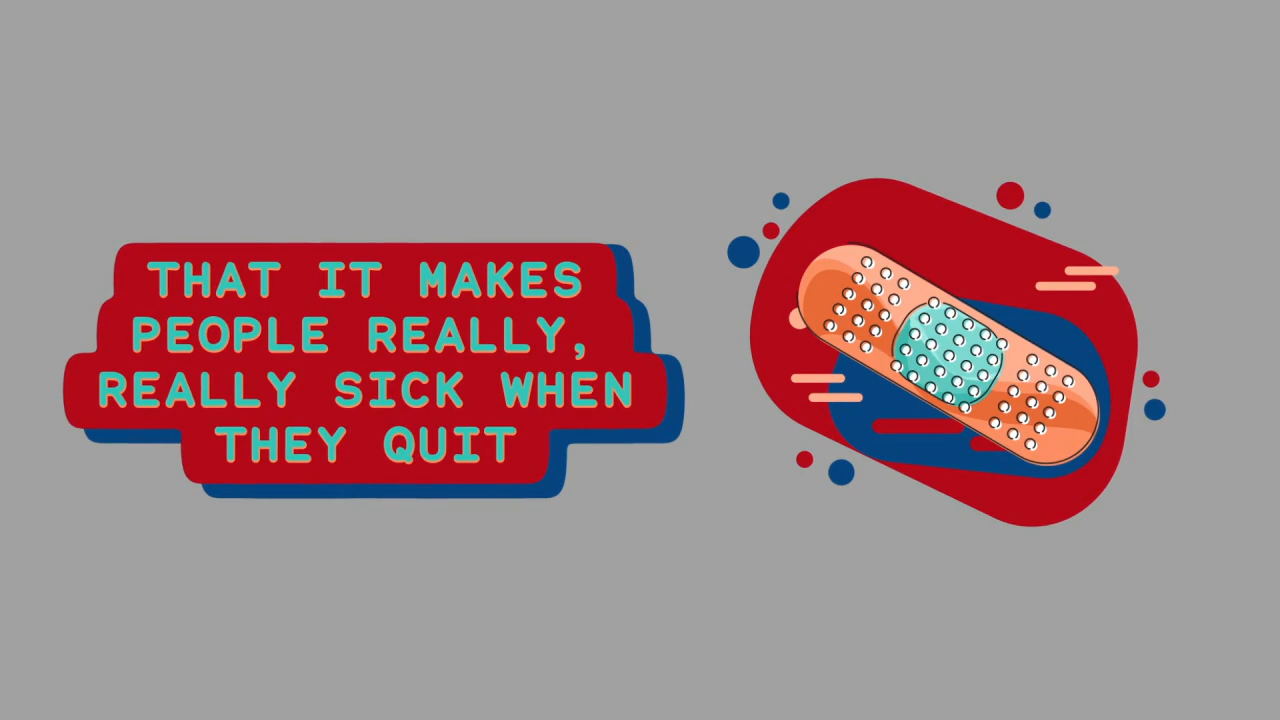 THAT IT MAKES
PEOPLE REALLY,
REALLY SICK WHEN
THEY QUIT